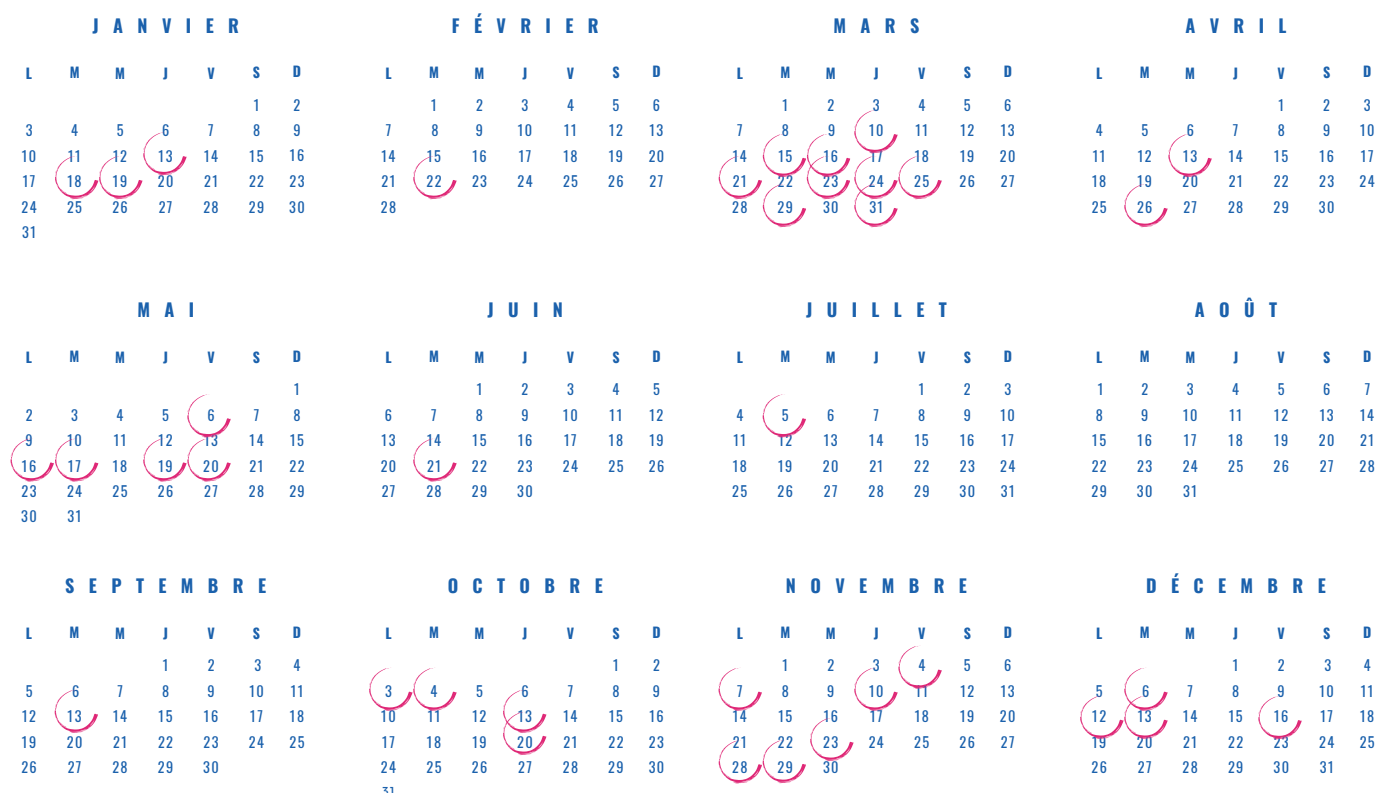 JANVIER
L M M J V S D
1 2
3 4 5 6 7 8 9
10 11 12 13 14 15 16
17 18 19 20 21 22 23
24 25 26 27 28 29 30
31
FÉVRIER
L M M J V S D
1 2 3 4 5 6
7 8 9 10 11 12 13
14 15 16 17 18 19 20
21 22 23 24 25 26 27
28
MARS
L M M J V S D
1 2 3 4 5 6
7 8 9 10 11 12 13
14 15 16 17 18 19 20
21 22 23 24 25 26 27
28 29 30 31
AVRIL
L M M J V S D
1 2 3
4 5 6 7 8 9 10
11 12 13 14 15 16 17
18 19 20 21 22 23 24
25 26 27 28 29 30
MAI
L M M J V S D
1
2 3 4 5 6 7 8
9 10 11 12 13 14 15
16 17 18 19 20 21 22
23 24 25 26 27 28 29
30 31
JUIN
L M M J V S D
1 2 3 4 5
6 7 8 9 10 11 12
13 14 15 16 17 18 19
20 21 22 23 24 25 26
27 28 29 30
JUILLET
L M M J V S D
1 2 3
4 5 6 7 8 9 10
11 12 13 14 15 16 17
18 19 20 21 22 23 24
25 26 27 28 29 30 31
AOÛT
L M M J V S D
1 2 3 4 5 6 7
8 9 10 11 12 13 14
15 16 17 18 19 20 21
22 23 24 25 26 27 28
29 30 31
SEPTEMBRE
L M M J V S D
1 2 3 4
5 6 7 8 9 10 11
12 13 14 15 16 17 18
19 20 21 22 23 24 25
26 27 28 29 30
OCTOBRE
L M M J V S D
1 2
3 4 5 6 7 8 9
10 11 12 13 14 15 16
17 18 19 20 21 22 23
24 25 26 27 28 29 30
31
NOVEMBRE
L M M J V S D
1 2 3 4 5 6
7 8 9 10 11 12 13
14 15 16 17 18 19 20
21 22 23 24 25 26 27
28 29 30
DÉCEMBRE
L M M J V S D
1 2 3 4
5 6 7 8 9 10 11
12 13 14 15 16 17 18
19 20 21 22 23 24 25
26 27 28 29 30 31